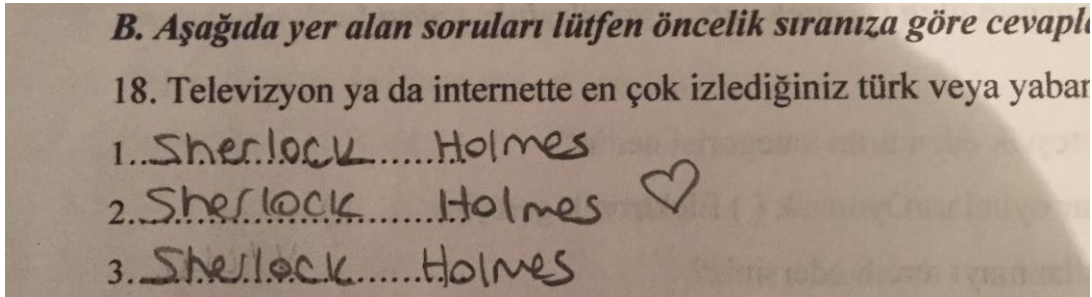 B. Aşağıda yer alan soruları lütfen öncelik sıranıza göre cevapl
18. Televizyon ya da internette en çok izlediğiniz türk veya yabar
1..Sherlock......Holmes
2..Sherlock......Holmes ♡
3..Sherlock......Holmes